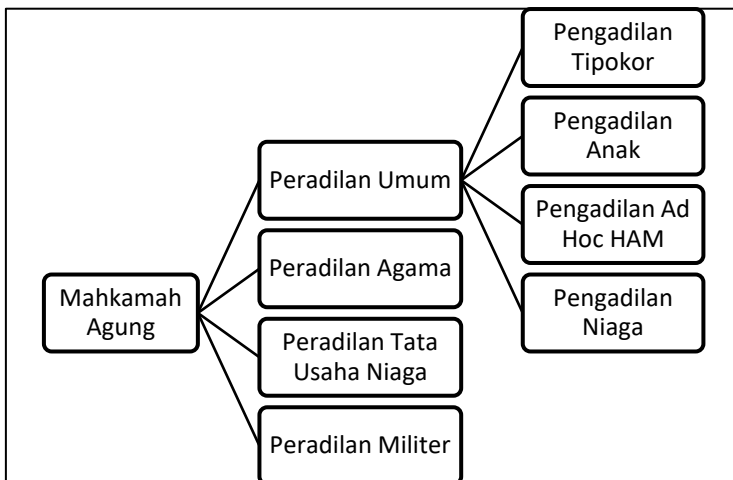 Mahkamah
Agung
Peradilan Umum
Peradilan Agama
Peradilan Tata
Usaha Niaga
Peradilan Militer
Pengadilan
Tipokor
Pengadilan
Anak
Pengadilan Ad
Hoc HAM
Pengadilan
Niaga